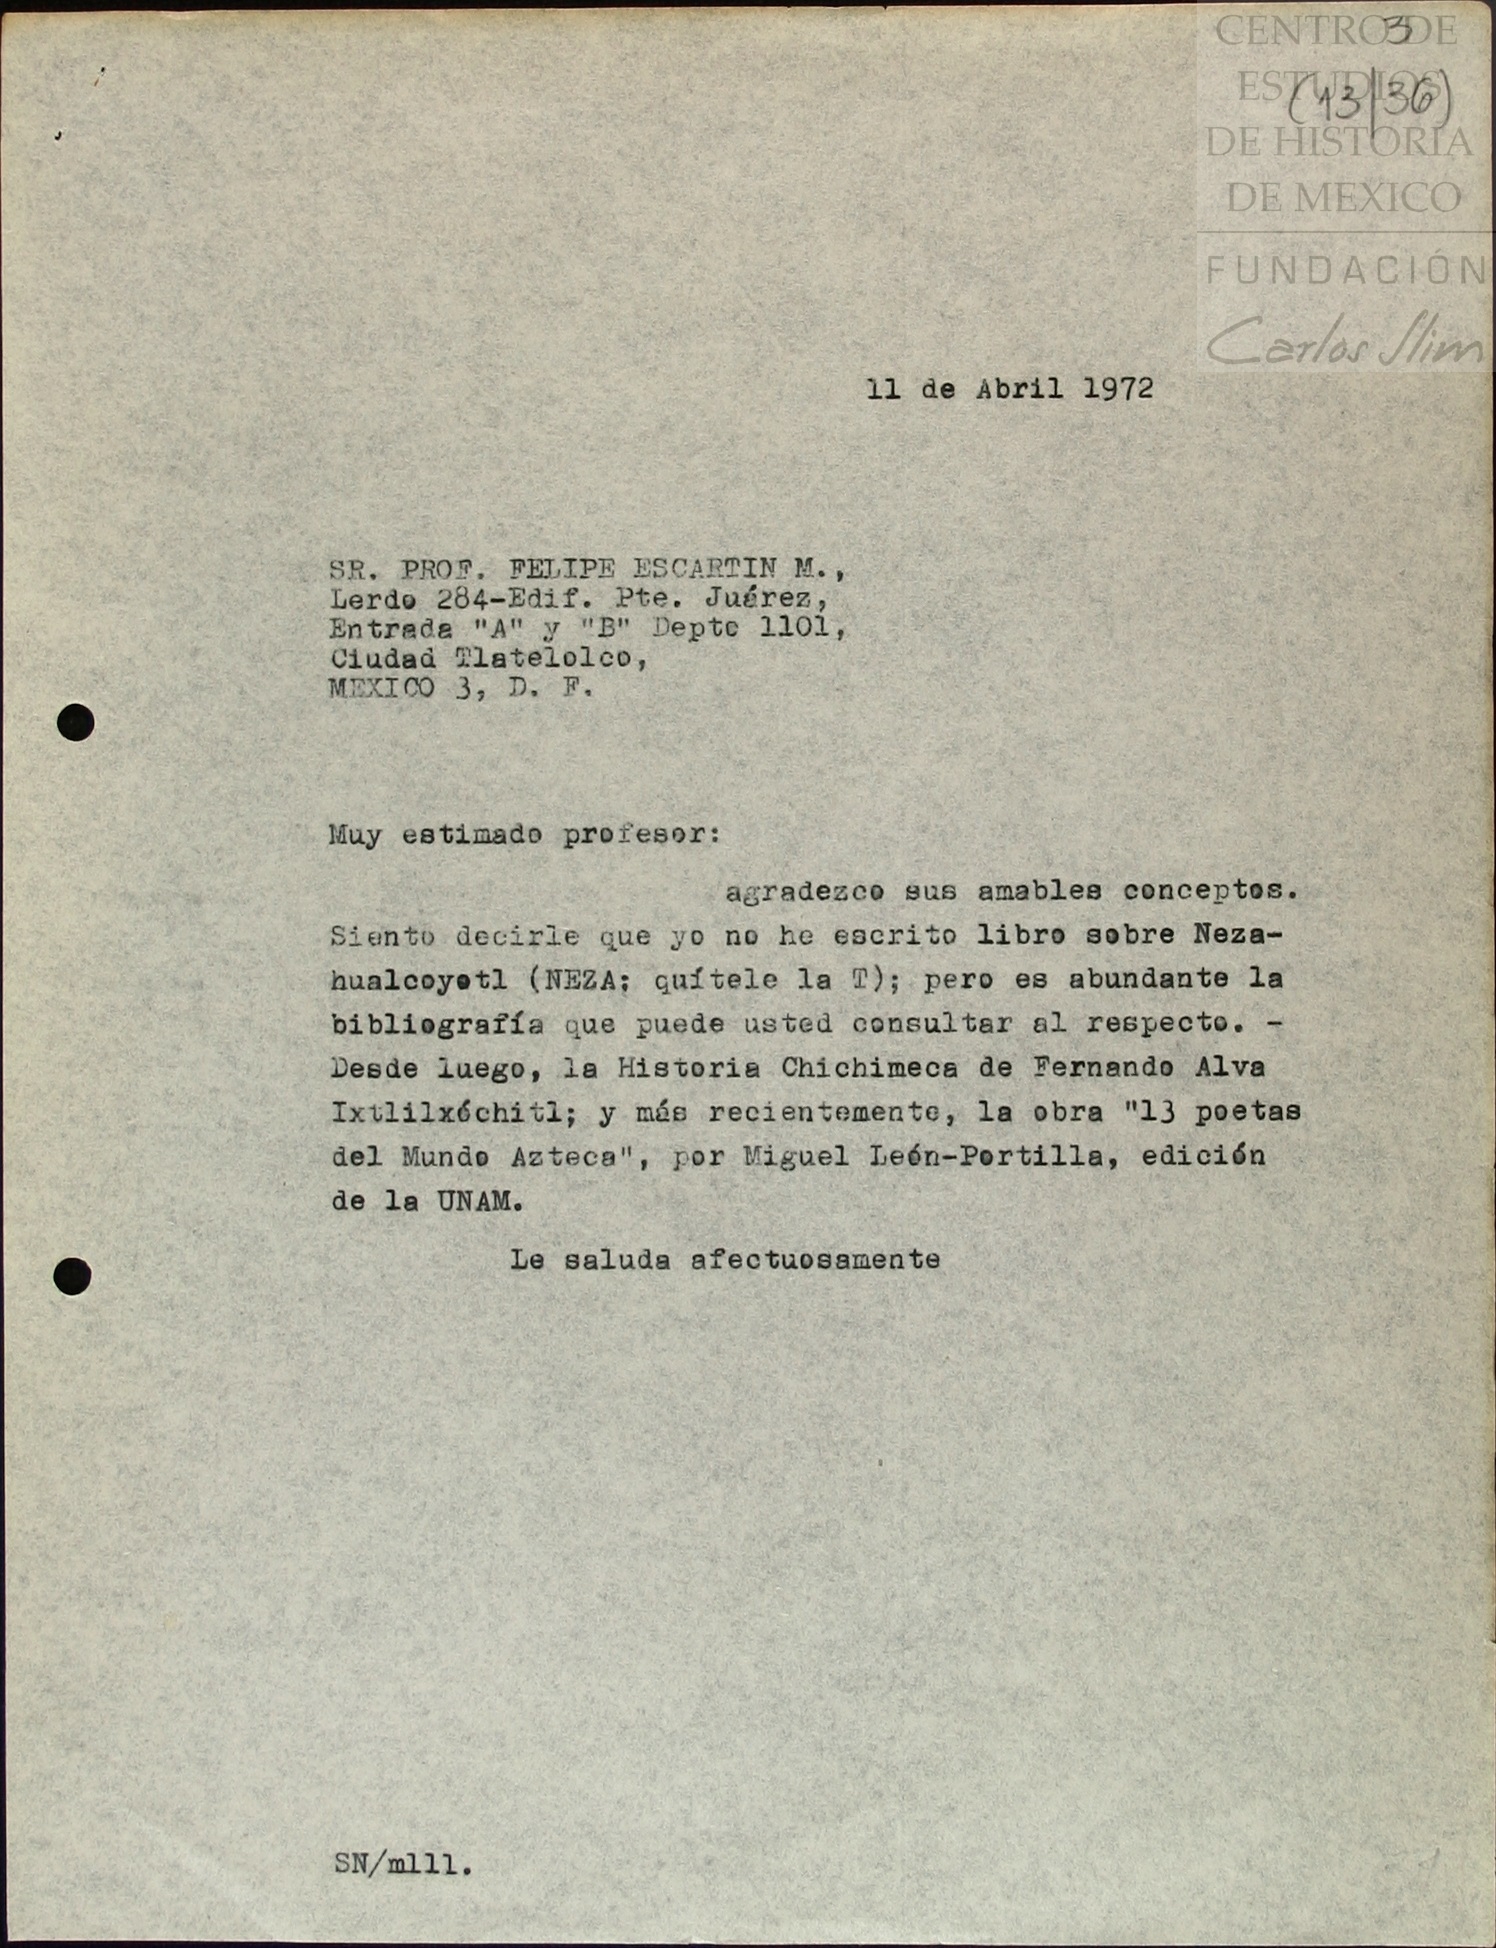 CENTRO DE
3
ESTUDIOS
(13|36)
DE HISTORIA
DE MEXICO
FUNDACIÓN
Carlos Slim
11 de Abril 1972
SR. PROF. FELIPE ESCARTIN M.,
Lerdo 284-Edif. Pte. Juárez,
Entrada "A" y "B" Depto 1101,
Ciudad Tlatelolco,
MEXICO 3, D. F.
Muy estimado profesor:
agradezco sus amables conceptos.
Siento decirle que yo no he escrito libro sobre Neza-
hualcoyotl (NEZA; quítele la T); pero es abundante la
bibliografía que puede usted consultar al respecto. -
Desde luego, la Historia Chichimeca de Fernando Alva
Ixtlilxóchitl; y más recientemente, la obra "13 poetas
del Mundo Azteca", por Miguel León-Portilla, edición
de la UNAM.
Le saluda afectuosamente
SN/mlll.